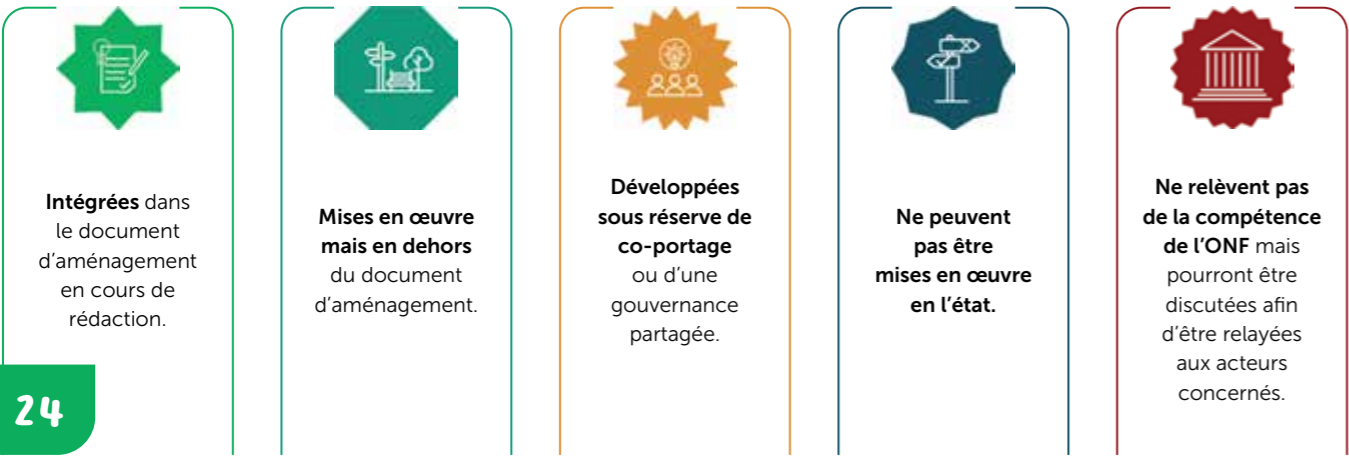 Intégrées dans
le document
d'aménagement
en cours de
rédaction.
Mises en œuvre
mais en dehors
du document
d'aménagement.
Développées
sous réserve de
co-portage
ou d'une
gouvernance
partagée.
Ne peuvent
pas être
mises en œuvre
en l'état.
Ne relèvent pas
de la compétence
de l'ONF mais
pourront être
discutées afin
d'être relayées
aux acteurs
concernés.
24